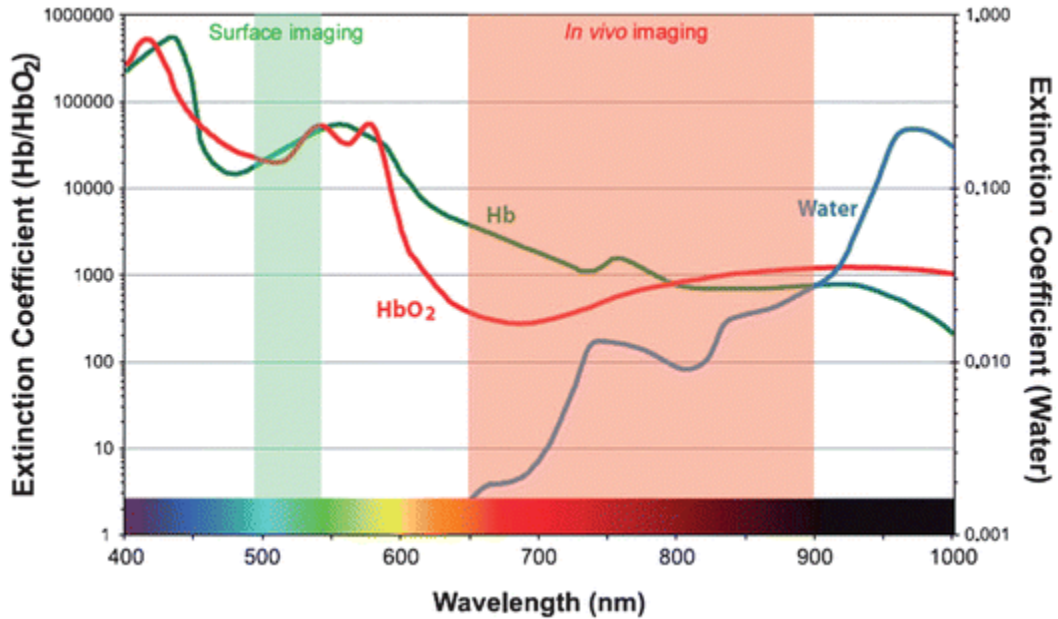 Surface imaging
In vivo imaging
1000000
100000
10000
1000
100
10
1
Extinction Coefficient (Hb/HbO2)
1.000
0.100
0.010
0.001
Extinction Coefficient (Water)
Hb
HbO2
Water
400 500 600 700 800 900 1000
Wavelength (nm)